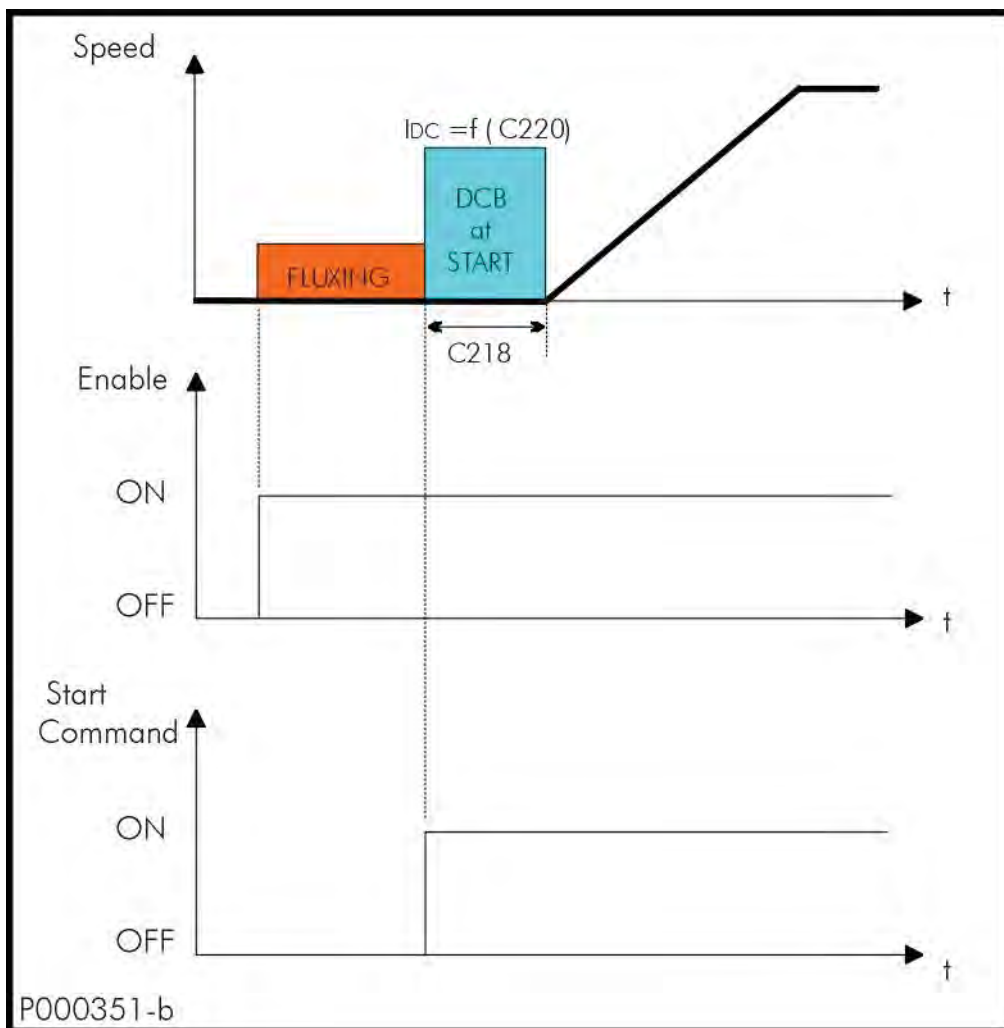 Speed
IDC =f ( C220)
DCB
at
START
FLUXING
t
C218
Enable
ON
OFF
t
Start
Command
ON
OFF
t
P000351-b